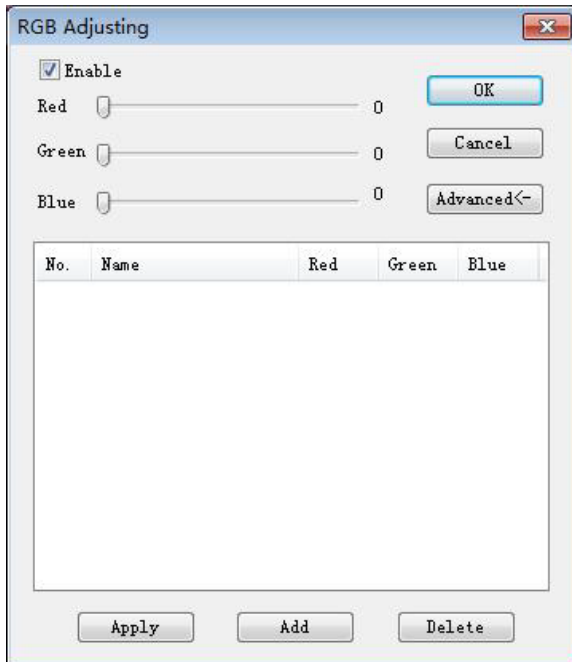 RGB Adjusting
Enable
OK
Red 0
Cancel
Green 0
Advanced<-
Blue 0
No. Name Red Green Blue
Apply Add Delete